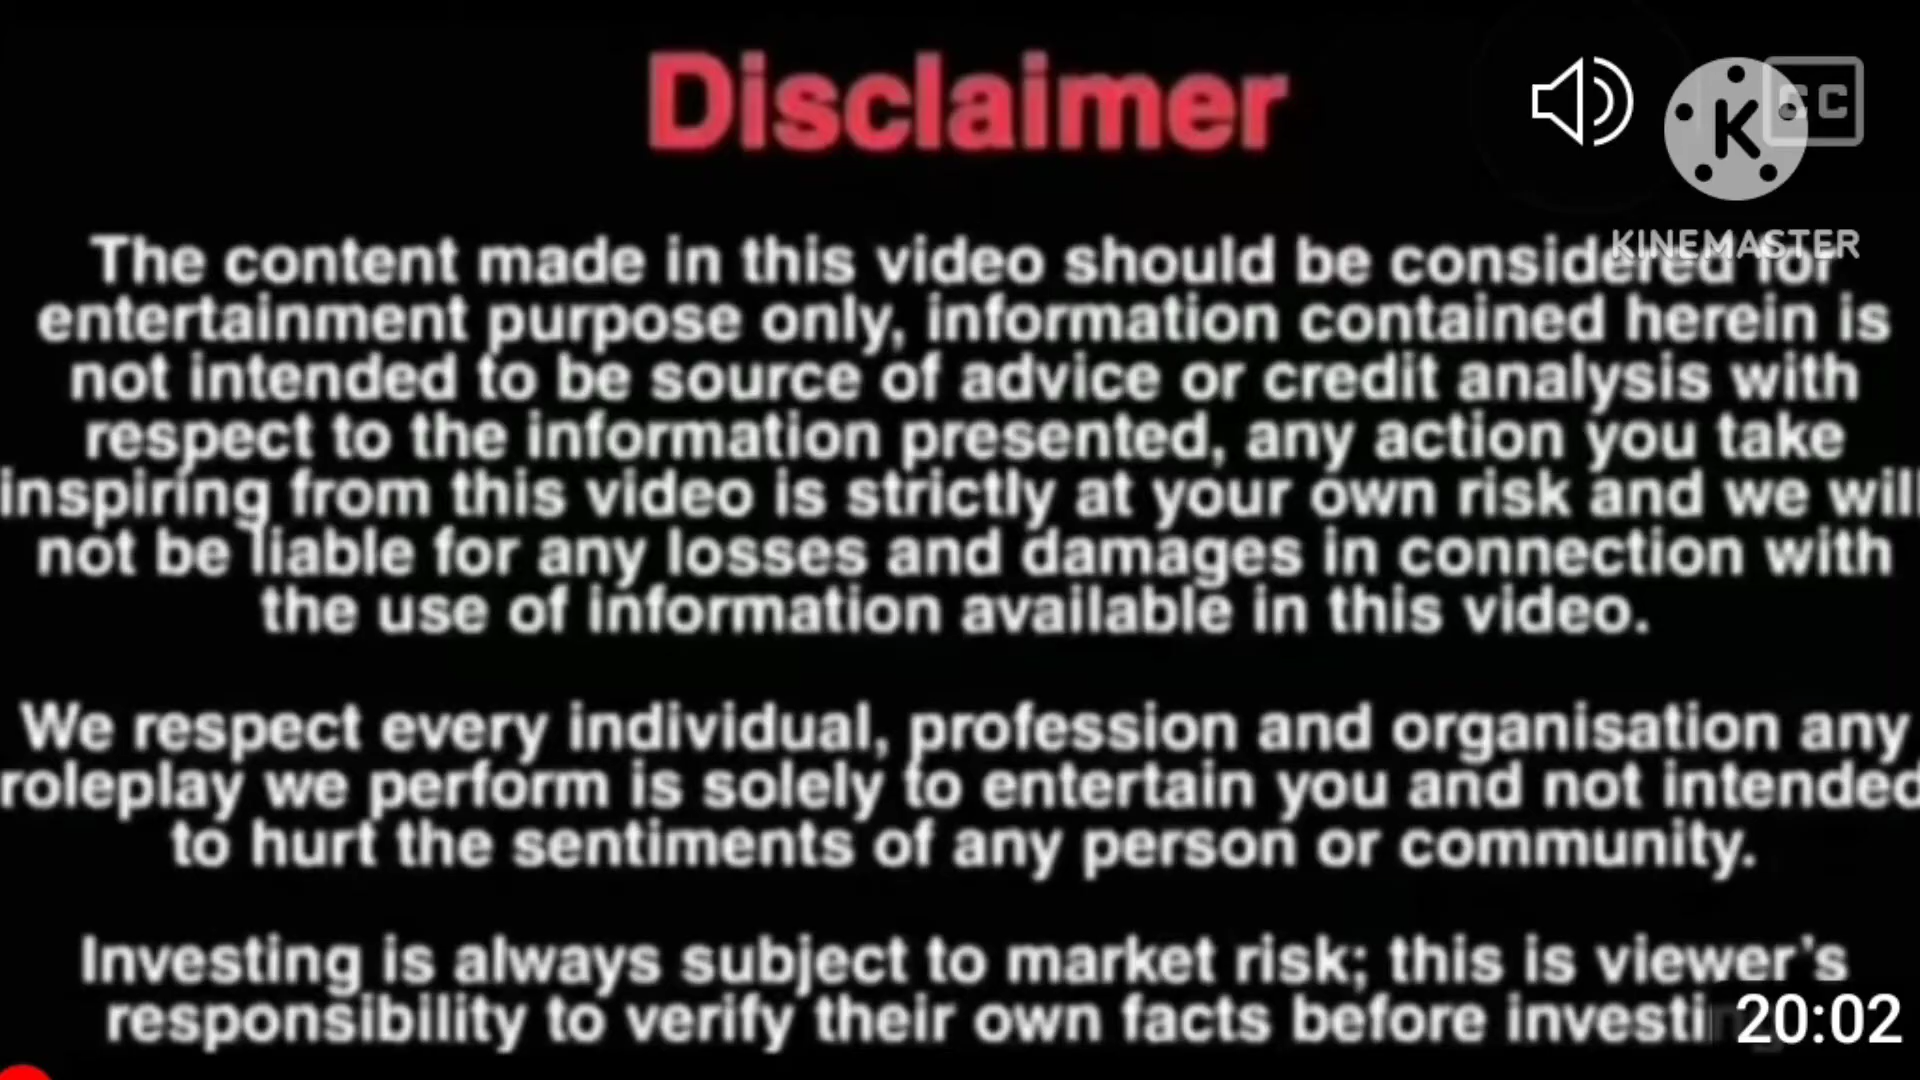 Disclaimer
CC
K
KINEMASTER
The content made in this video should be considered for
entertainment purpose only, information contained herein is
not intended to be source of advice or credit analysis with
respect to the information presented, any action you take
inspiring from this video is strictly at your own risk and we will
not be liable for any losses and damages in connection with
the use of information available in this video.
We respect every individual, profession and organisation any
roleplay we perform is solely to entertain you and not intended
to hurt the sentiments of any person or community.
Investing is always subject to market risk; this is viewer's
responsibility to verify their own facts before investing
20:02